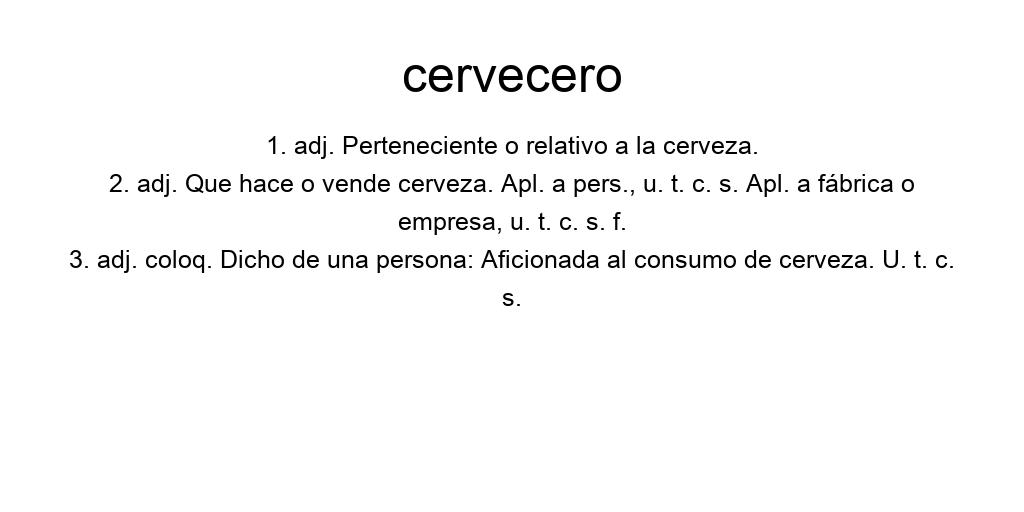 cervecero
1. adj. Perteneciente o relativo a la cerveza.
2. adj. Que hace o vende cerveza. Apl. a pers., u. t. c. s. Apl. a fábrica o
empresa, u. t. c. s. f.
3. adj. coloq. Dicho de una persona: Aficionada al consumo de cerveza. U. t. c.
s.